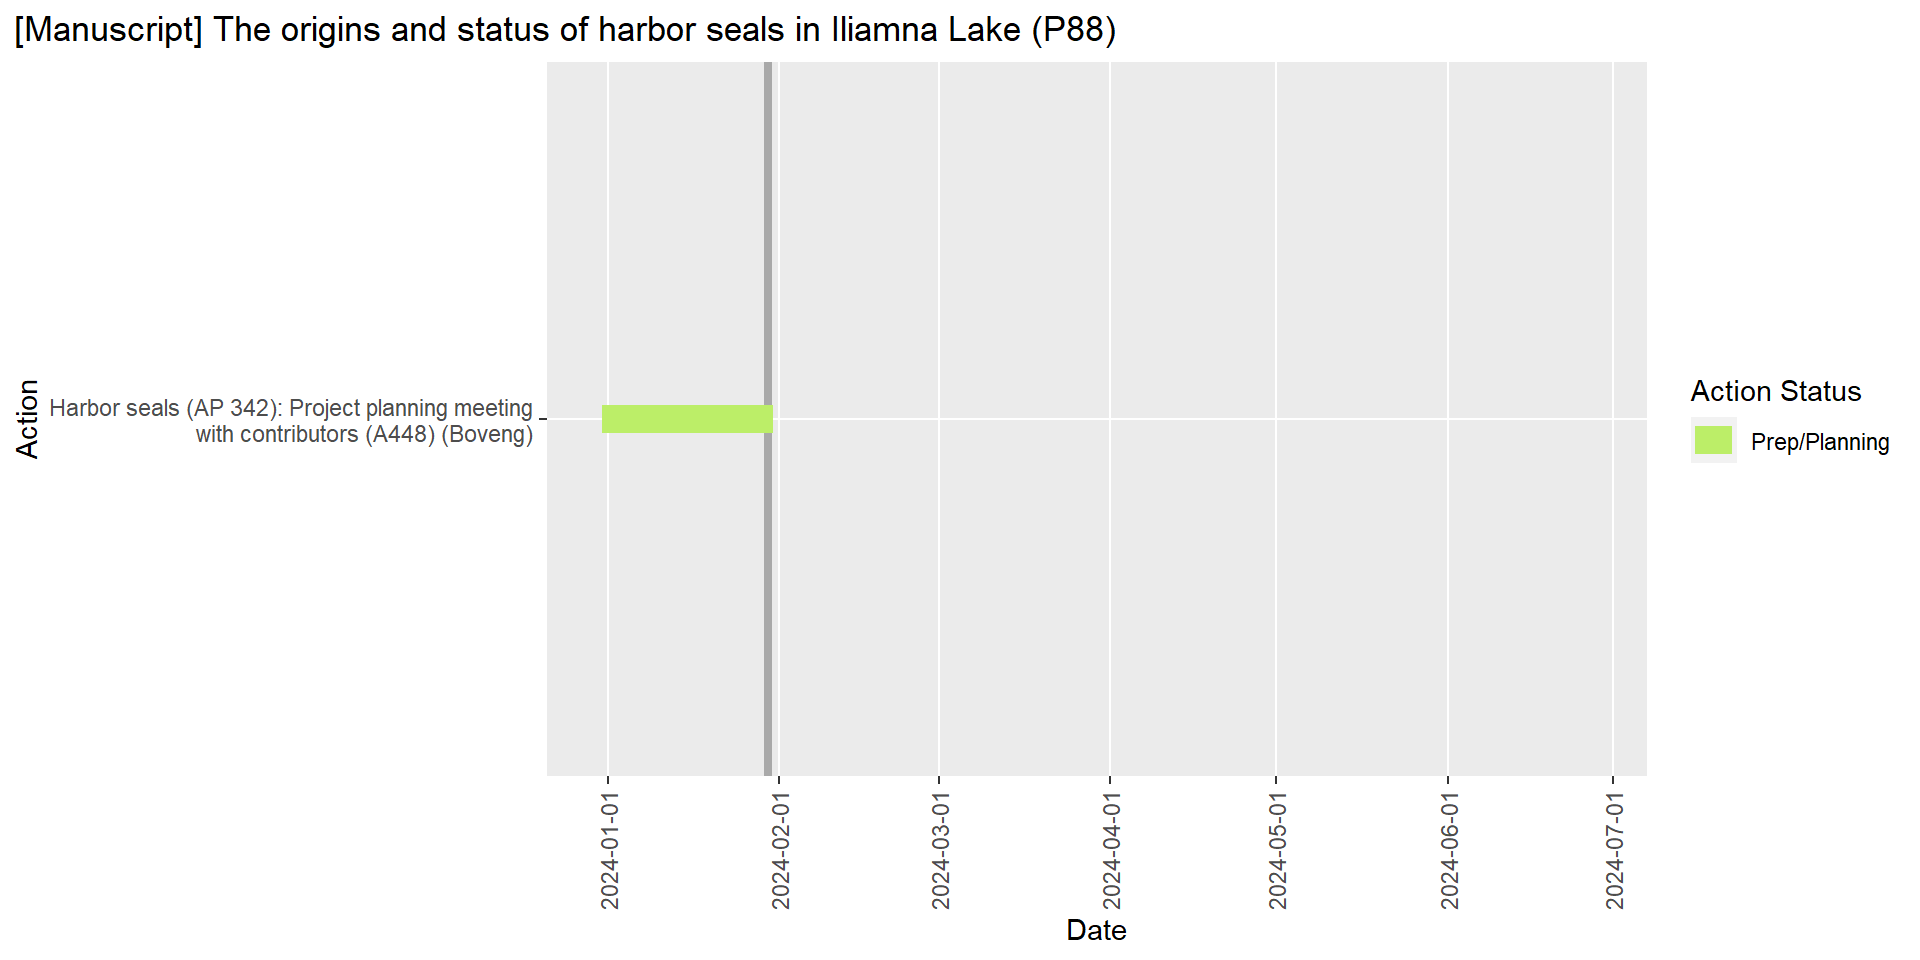 [Manuscript] The origins and status of harbor seals in Iliamna Lake (P88)
Action
Harbor seals (AP 342): Project planning meeting
with contributors (A448) (Boveng)
Action Status
Prep/Planning
2024-01-01
2024-02-01
2024-03-01
2024-04-01
2024-05-01
2024-06-01
2024-07-01
Date